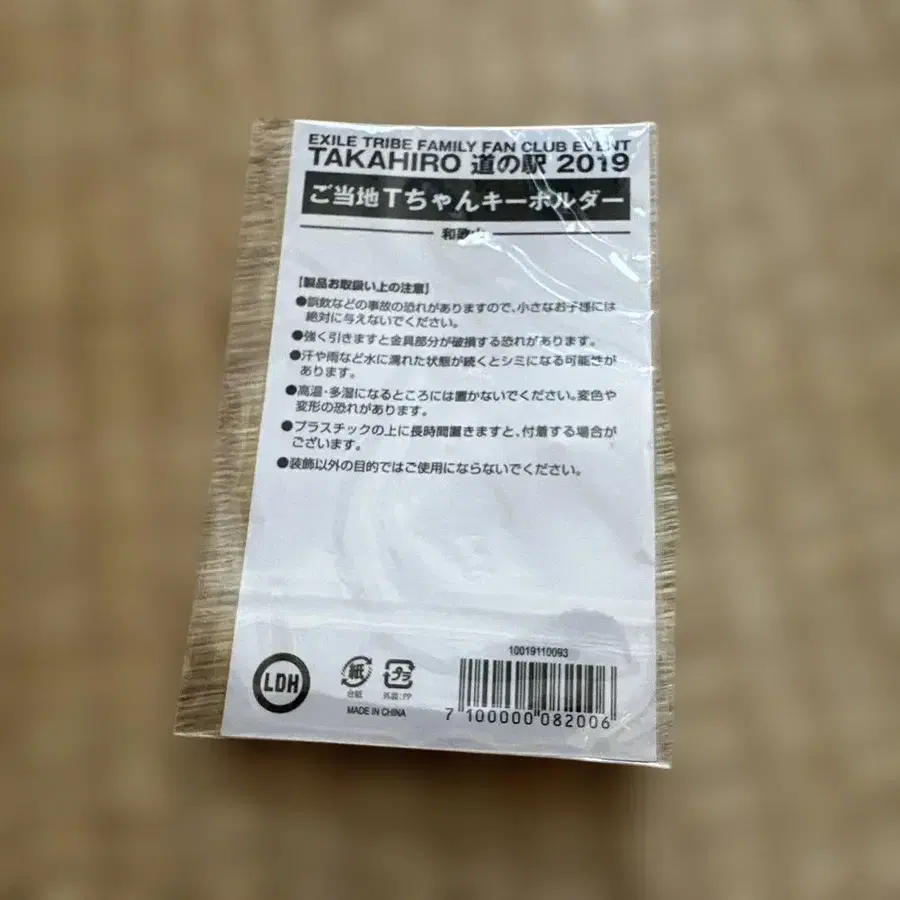 EXILE TRIBE FAMILY FAN CLUB EVENT
TAKAHIRO 道の駅 2019
ご当地Tちゃんキーホルダー
和歌山
【製品お取扱い上の注意】
●誤飲などの事故の恐れがありますので、小さなお子様には
絶対に与えないでください。
●強く引きますと金具部分が破損する恐れがあります。
●汗や雨など水に濡れた状態が続くとシミになる可能性が
あります。
●高温・多湿になるところには置かないでください。変色や
変形の恐れがあります。
●プラスチックの上に長時間置きますと、付着する場合が
ございます。
●装飾以外の目的ではご使用にならないでください。
LDH
紙
台紙
プラ
外装:PP
MADE IN CHINA
10019110093
7 100000 082006